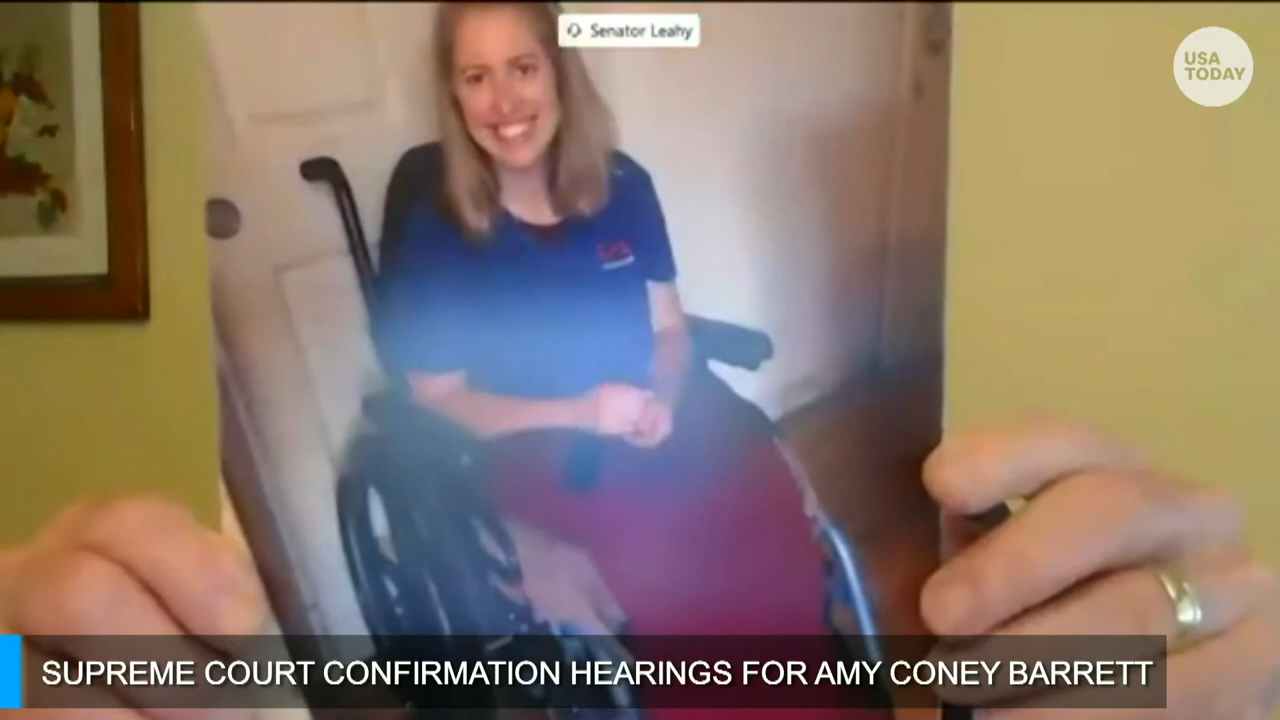 Senator Leahy
USA
TODAY
SUPREME COURT CONFIRMATION HEARINGS FOR AMY CONEY BARRETT